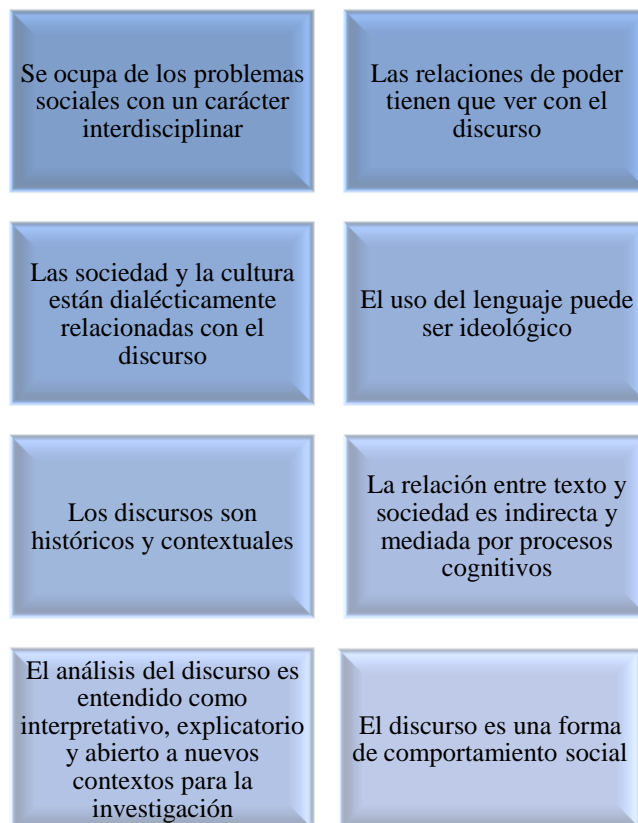 Se ocupa de los problemas
sociales con un carácter
interdisciplinar
Las relaciones de poder
tienen que ver con el
discurso
Las sociedad y la cultura
están dialécticamente
relacionadas con el
discurso
El uso del lenguaje puede
ser ideológico
Los discursos son
históricos y contextuales
La relación entre texto y
sociedad es indirecta y
mediada por procesos
cognitivos
El análisis del discurso es
entendido como
interpretativo, explicatorio
y abierto a nuevos
contextos para la
investigación
El discurso es una forma
de comportamiento social